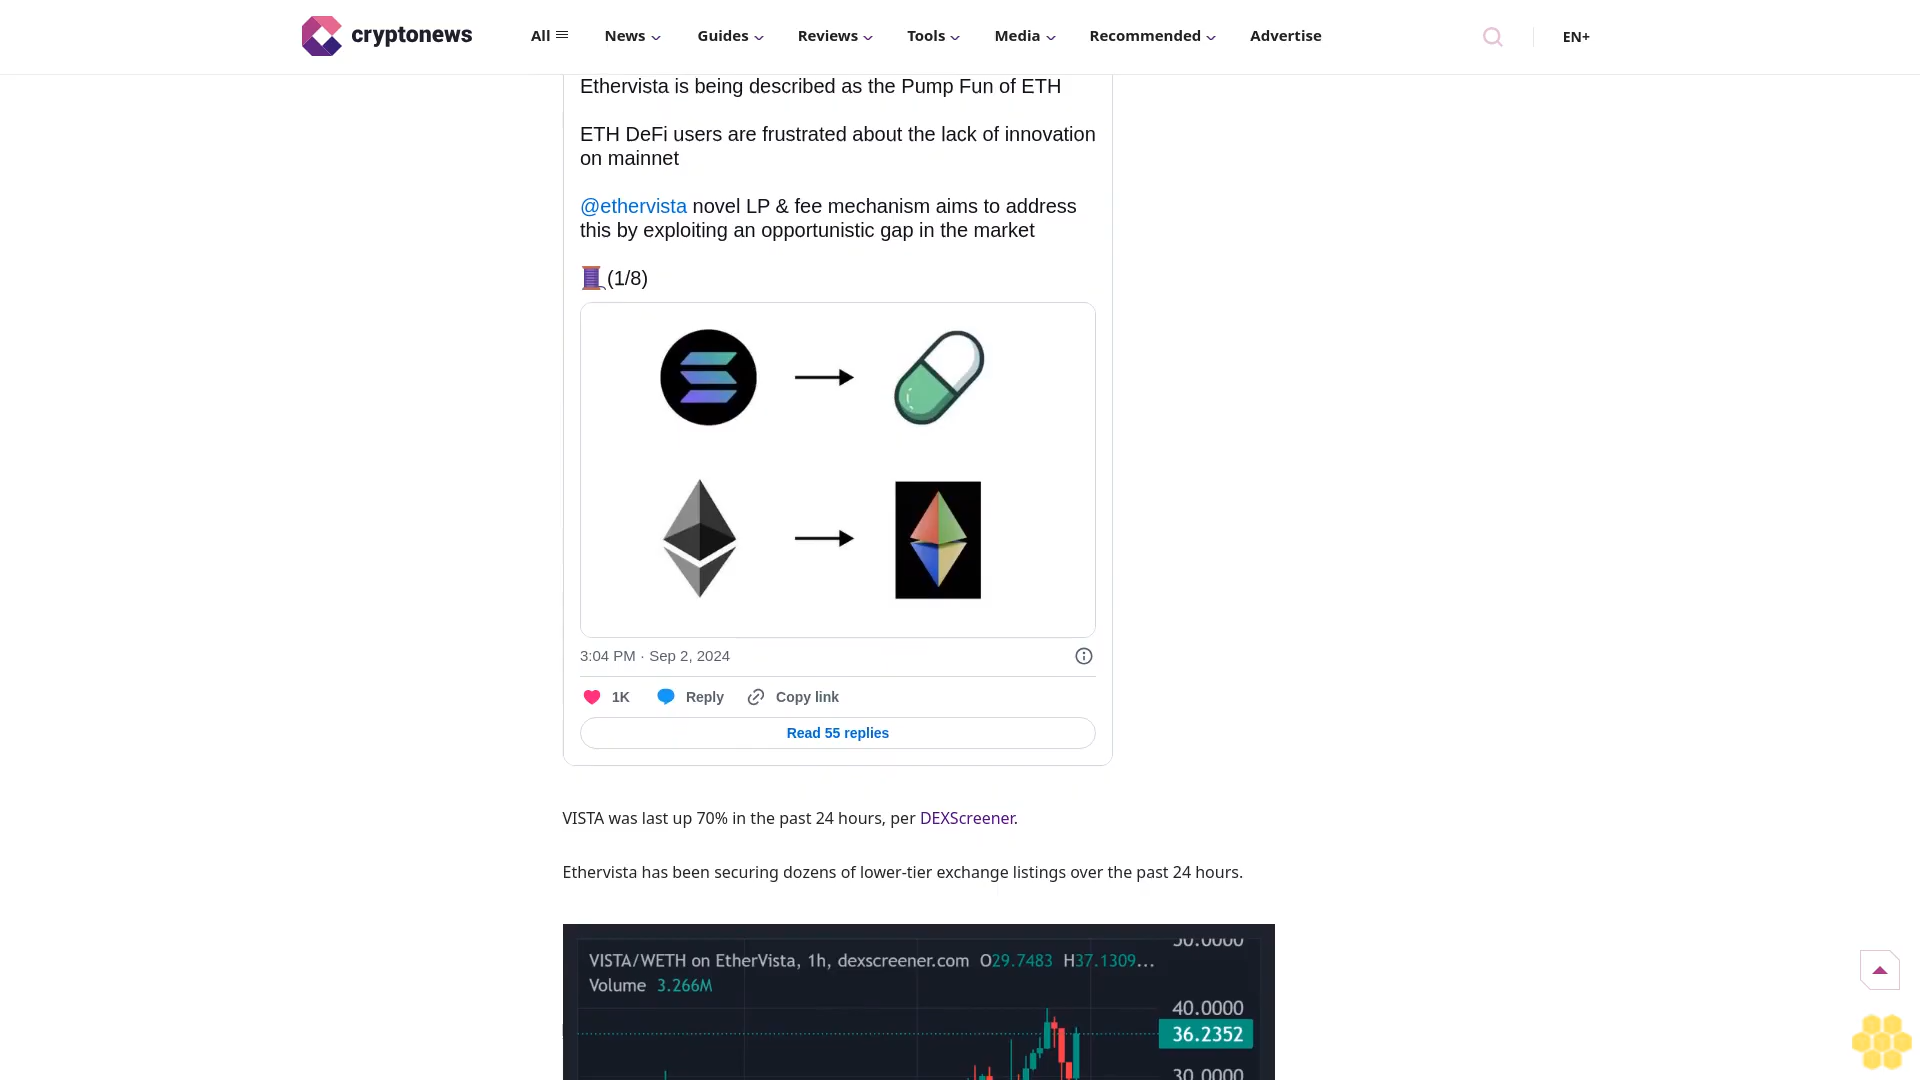 cryptonews
All
News
Guides
Reviews
Tools
Media
Recommended
Advertise
EN+
Ethervista is being described as the Pump Fun of ETH
ETH DeFi users are frustrated about the lack of innovation
on mainnet
@ethervista novel LP & fee mechanism aims to address
this by exploiting an opportunistic gap in the market
🧵(1/8)
3:04 PM · Sep 2, 2024
1K
Reply
Copy link
Read 55 replies
VISTA was last up 70% in the past 24 hours, per DEXScreener.
Ethervista has been securing dozens of lower-tier exchange listings over the past 24 hours.
50.0000
VISTA/WETH on EtherVista, 1h, dexscreener.com O29.7483 H37.1309...
Volume 3.266M
40.0000
36.2352
30.0000